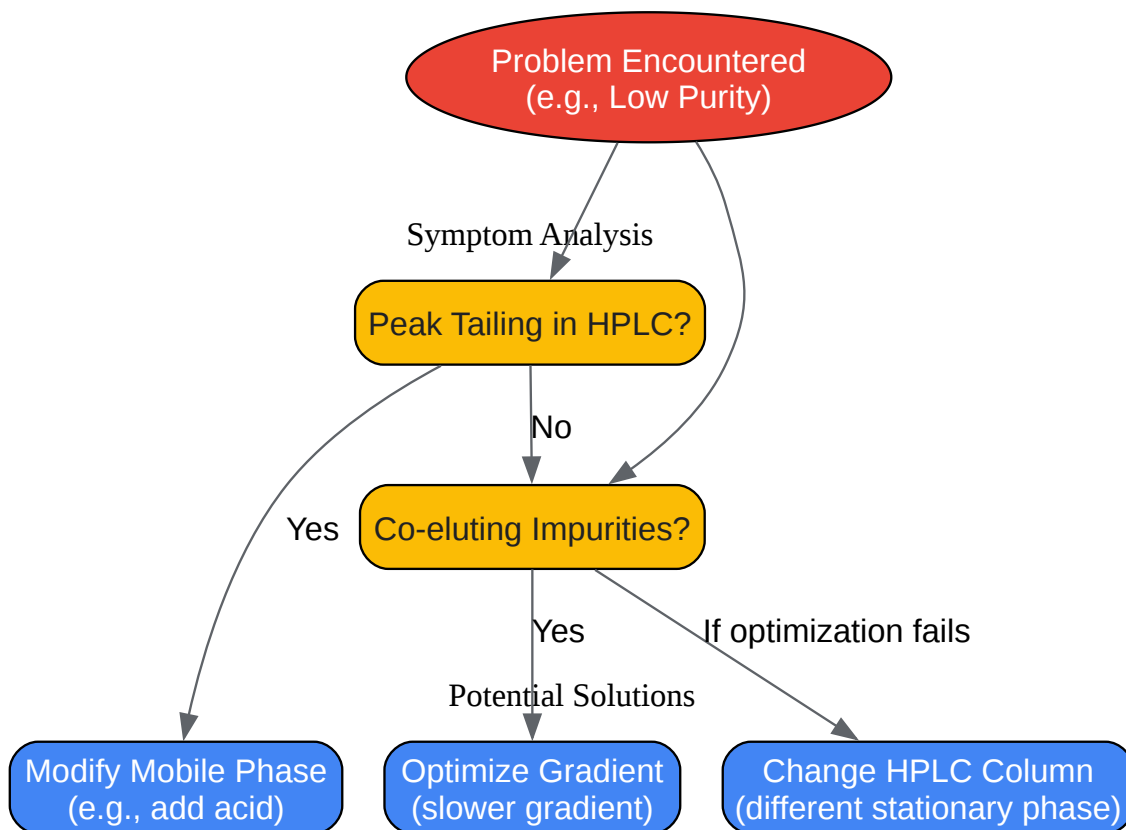 Problem Encountered
(e.g., Low Purity)
Symptom Analysis
Peak Tailing in HPLC?
No
Yes
Co-eluting Impurities?
Yes
If optimization fails
Potential Solutions
Modify Mobile Phase
(e.g., add acid)
Optimize Gradient
(slower gradient)
Change HPLC Column
(different stationary phase)